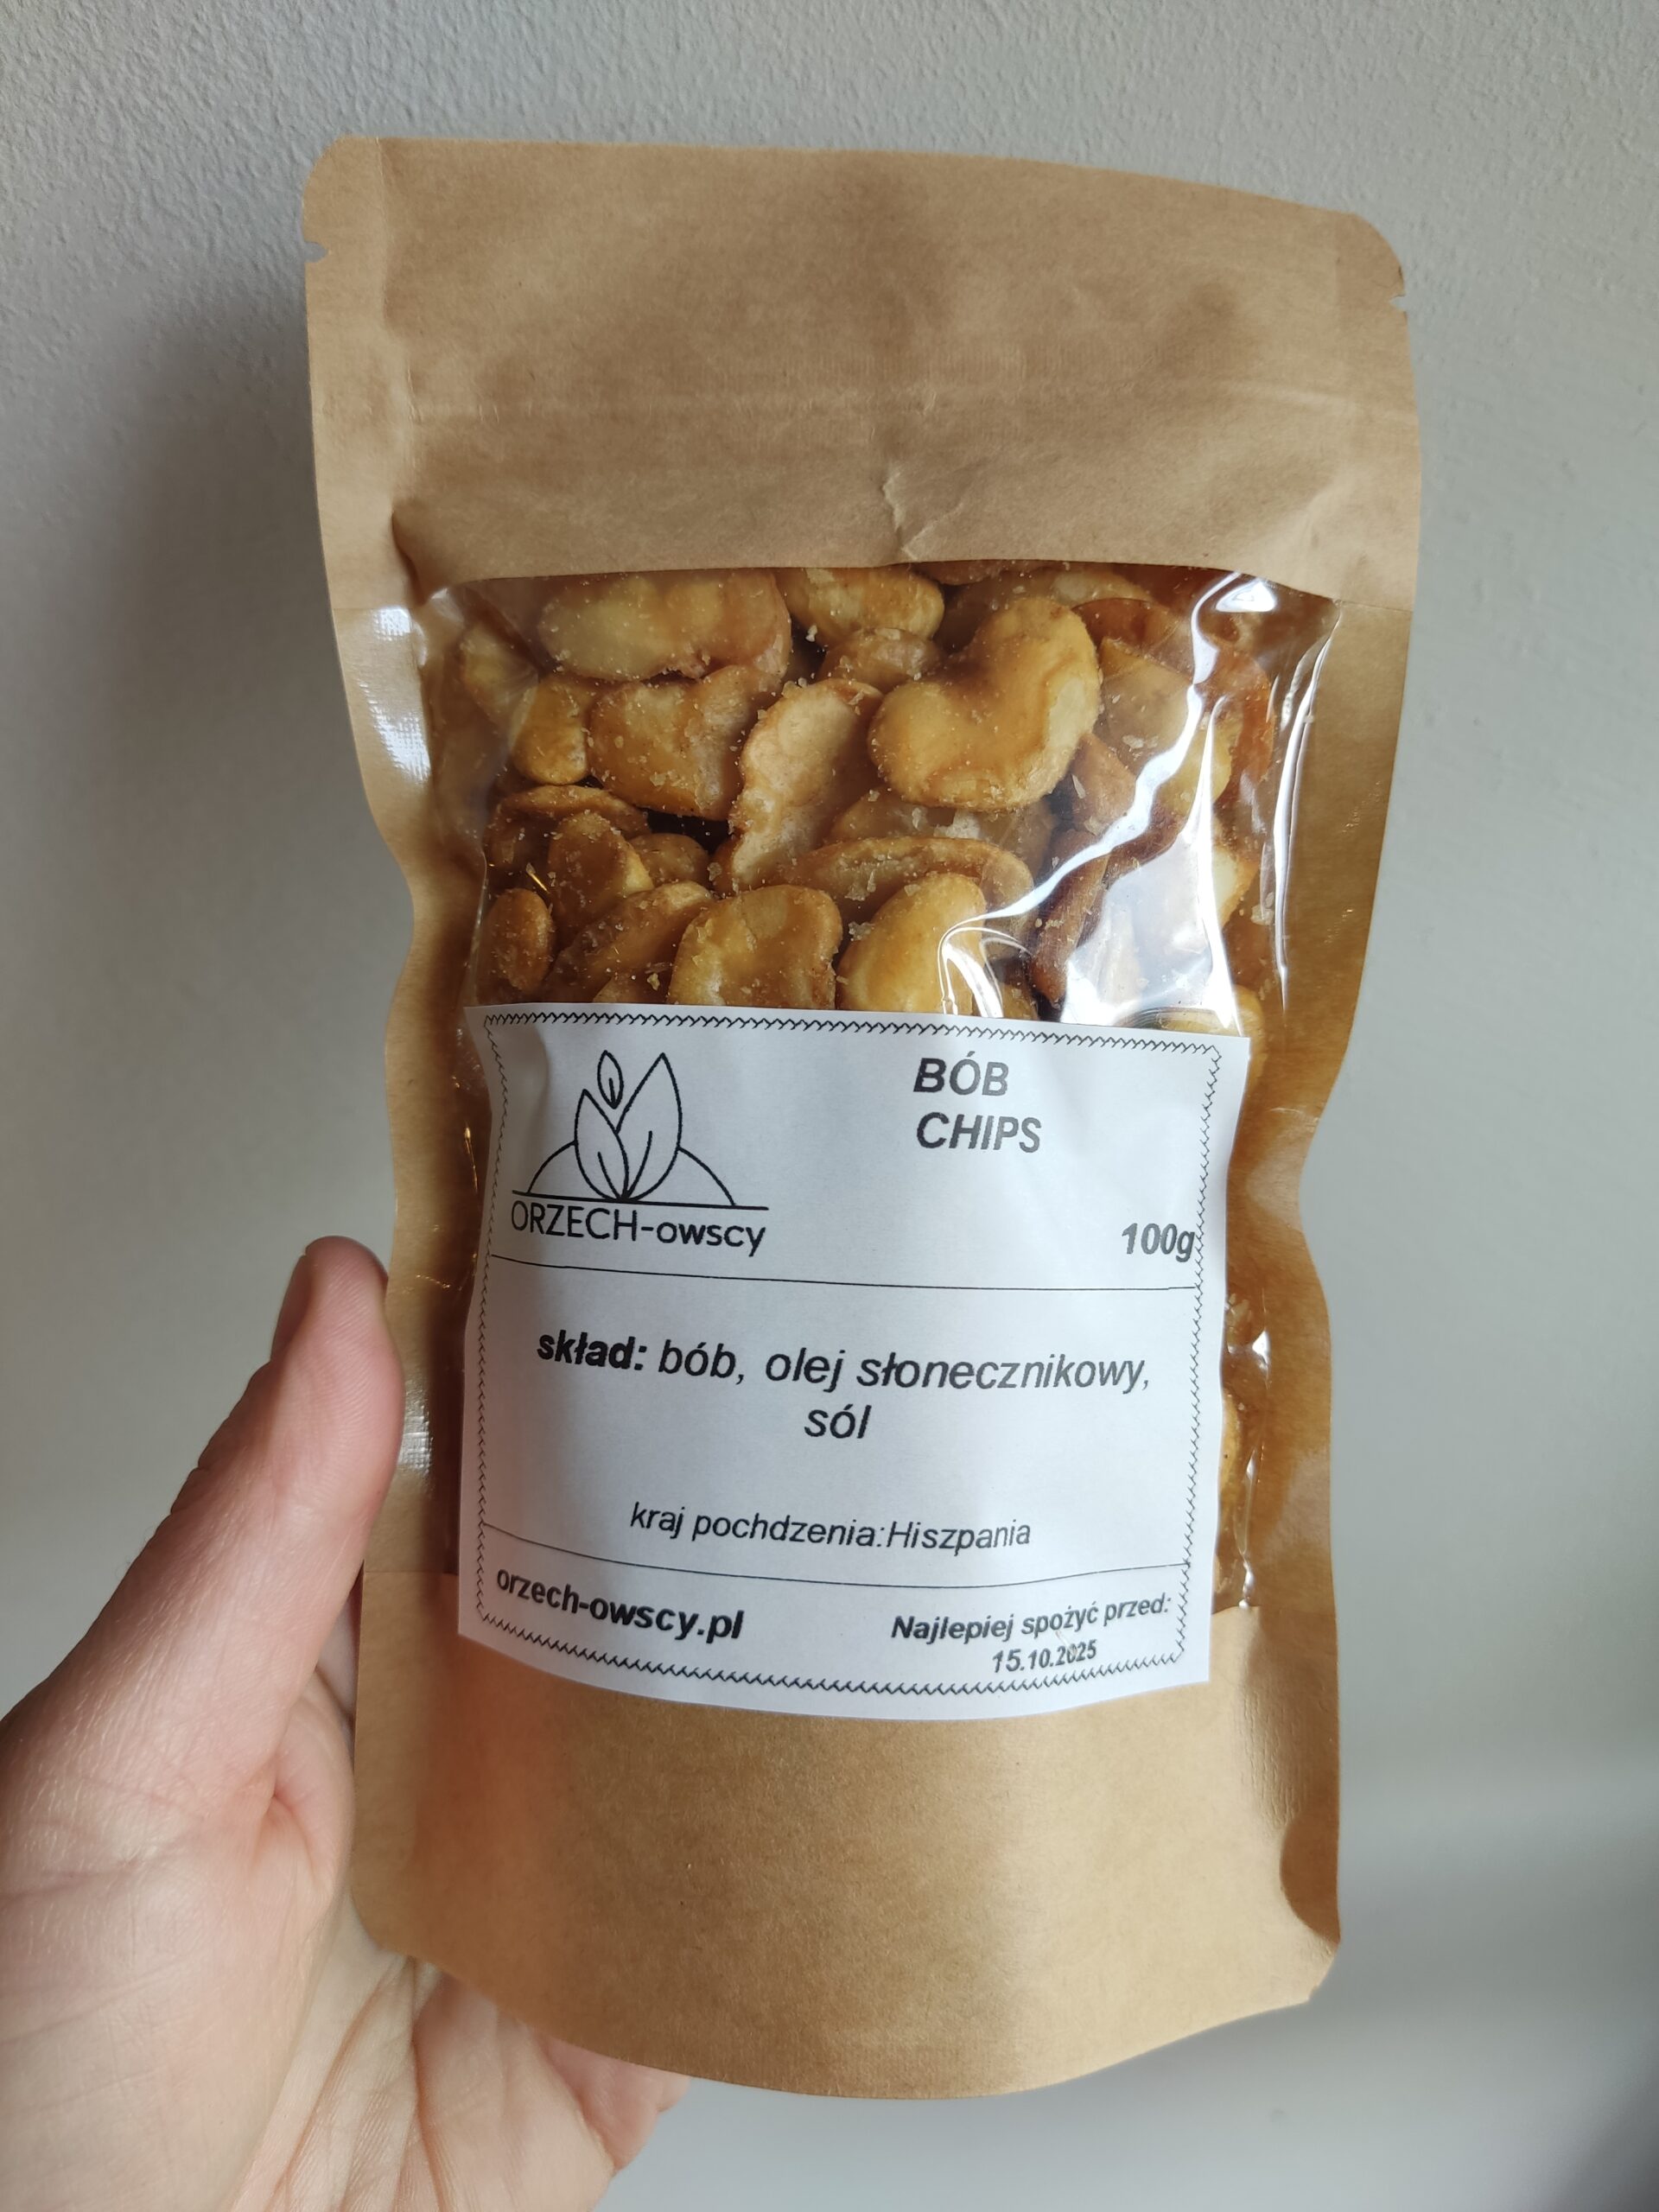 BÓB
CHIPS
ORZECH-owscy
100g
skład: bób, olej słonecznikowy,
sól
kraj pochdzenia:Hiszpania
orzech-owscy.pl
Najlepiej spożyć przed:
15.10.2025